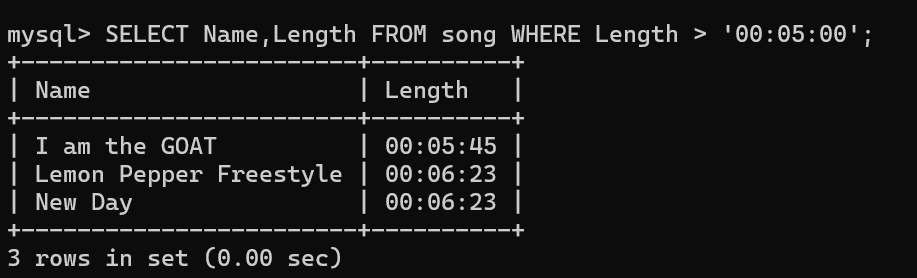 mysql> SELECT Name,Length FROM song WHERE Length > '00:05:00';
+------------------------+----------+
| Name                   | Length   |
+------------------------+----------+
| I am the GOAT          | 00:05:45 |
| Lemon Pepper Freestyle | 00:06:23 |
| New Day                | 00:06:23 |
+------------------------+----------+
3 rows in set (0.00 sec)